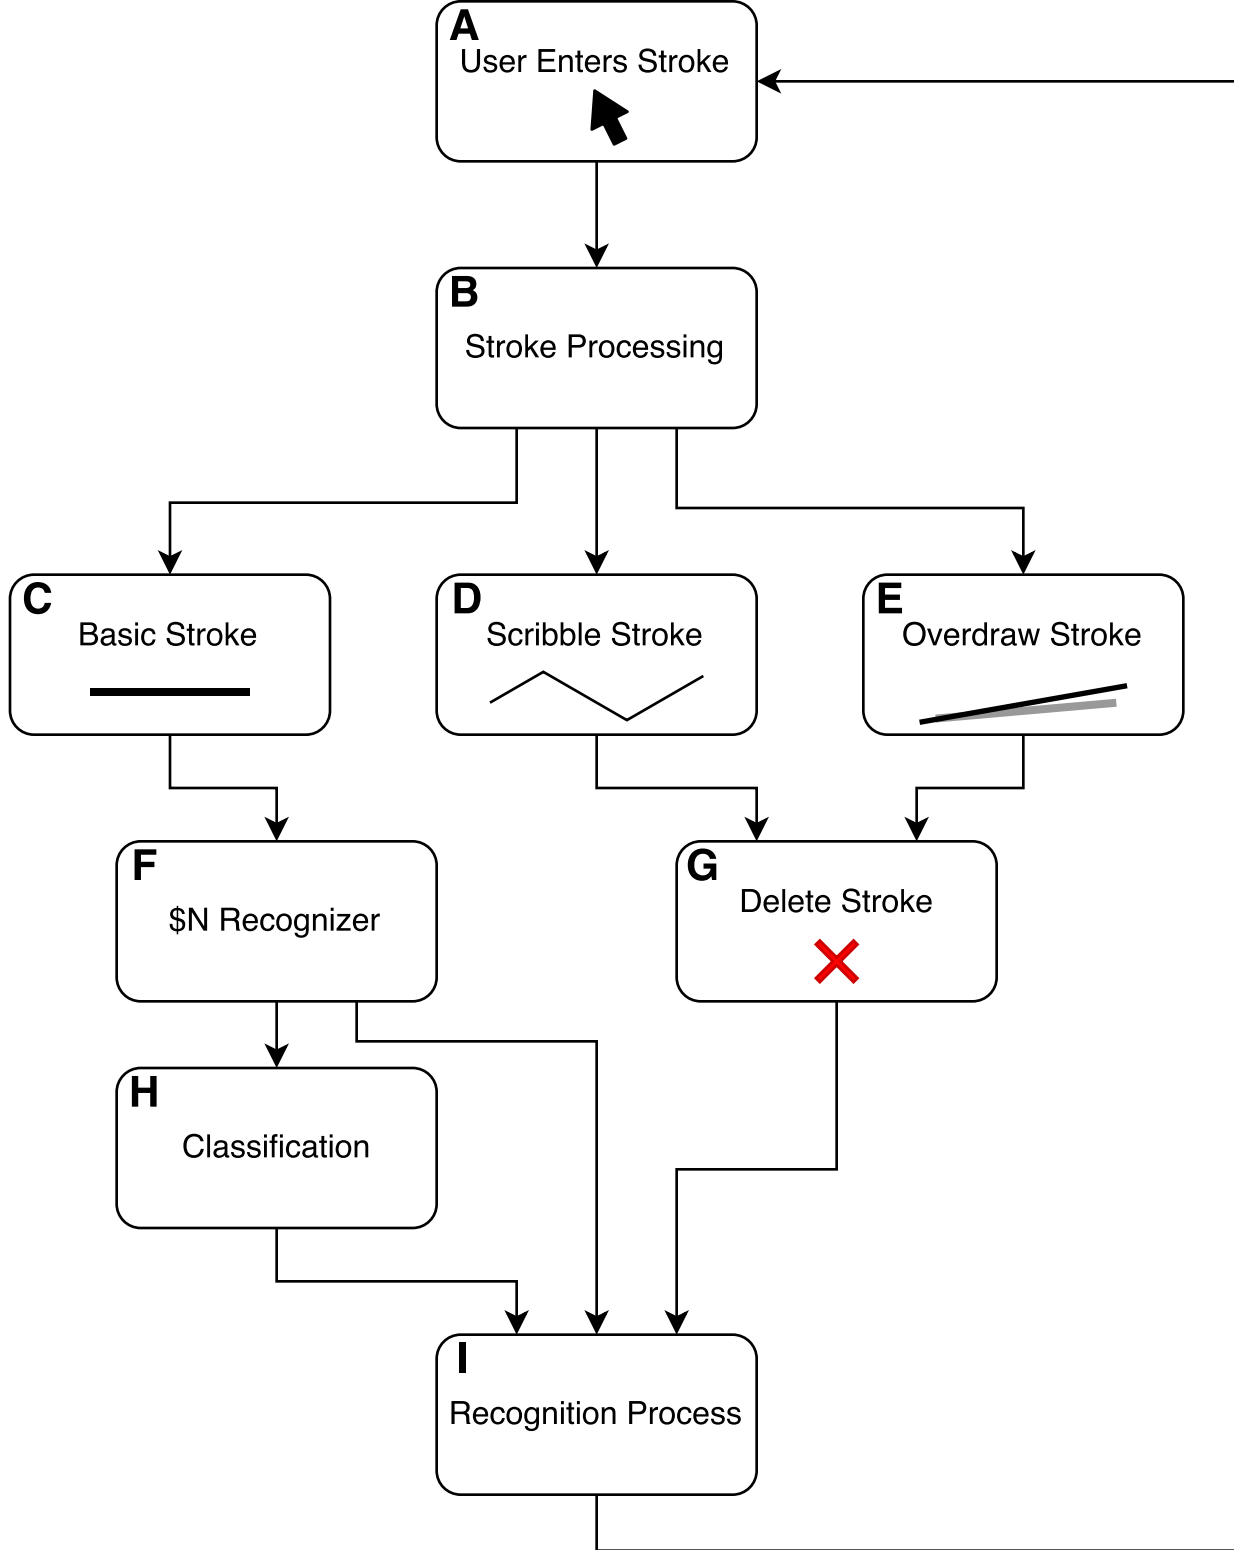 A
User Enters Stroke
B
Stroke Processing
C
Basic Stroke
D
Scribble Stroke
E
Overdraw Stroke
F
$N Recognizer
G
Delete Stroke
H
Classification
I
Recognition Process